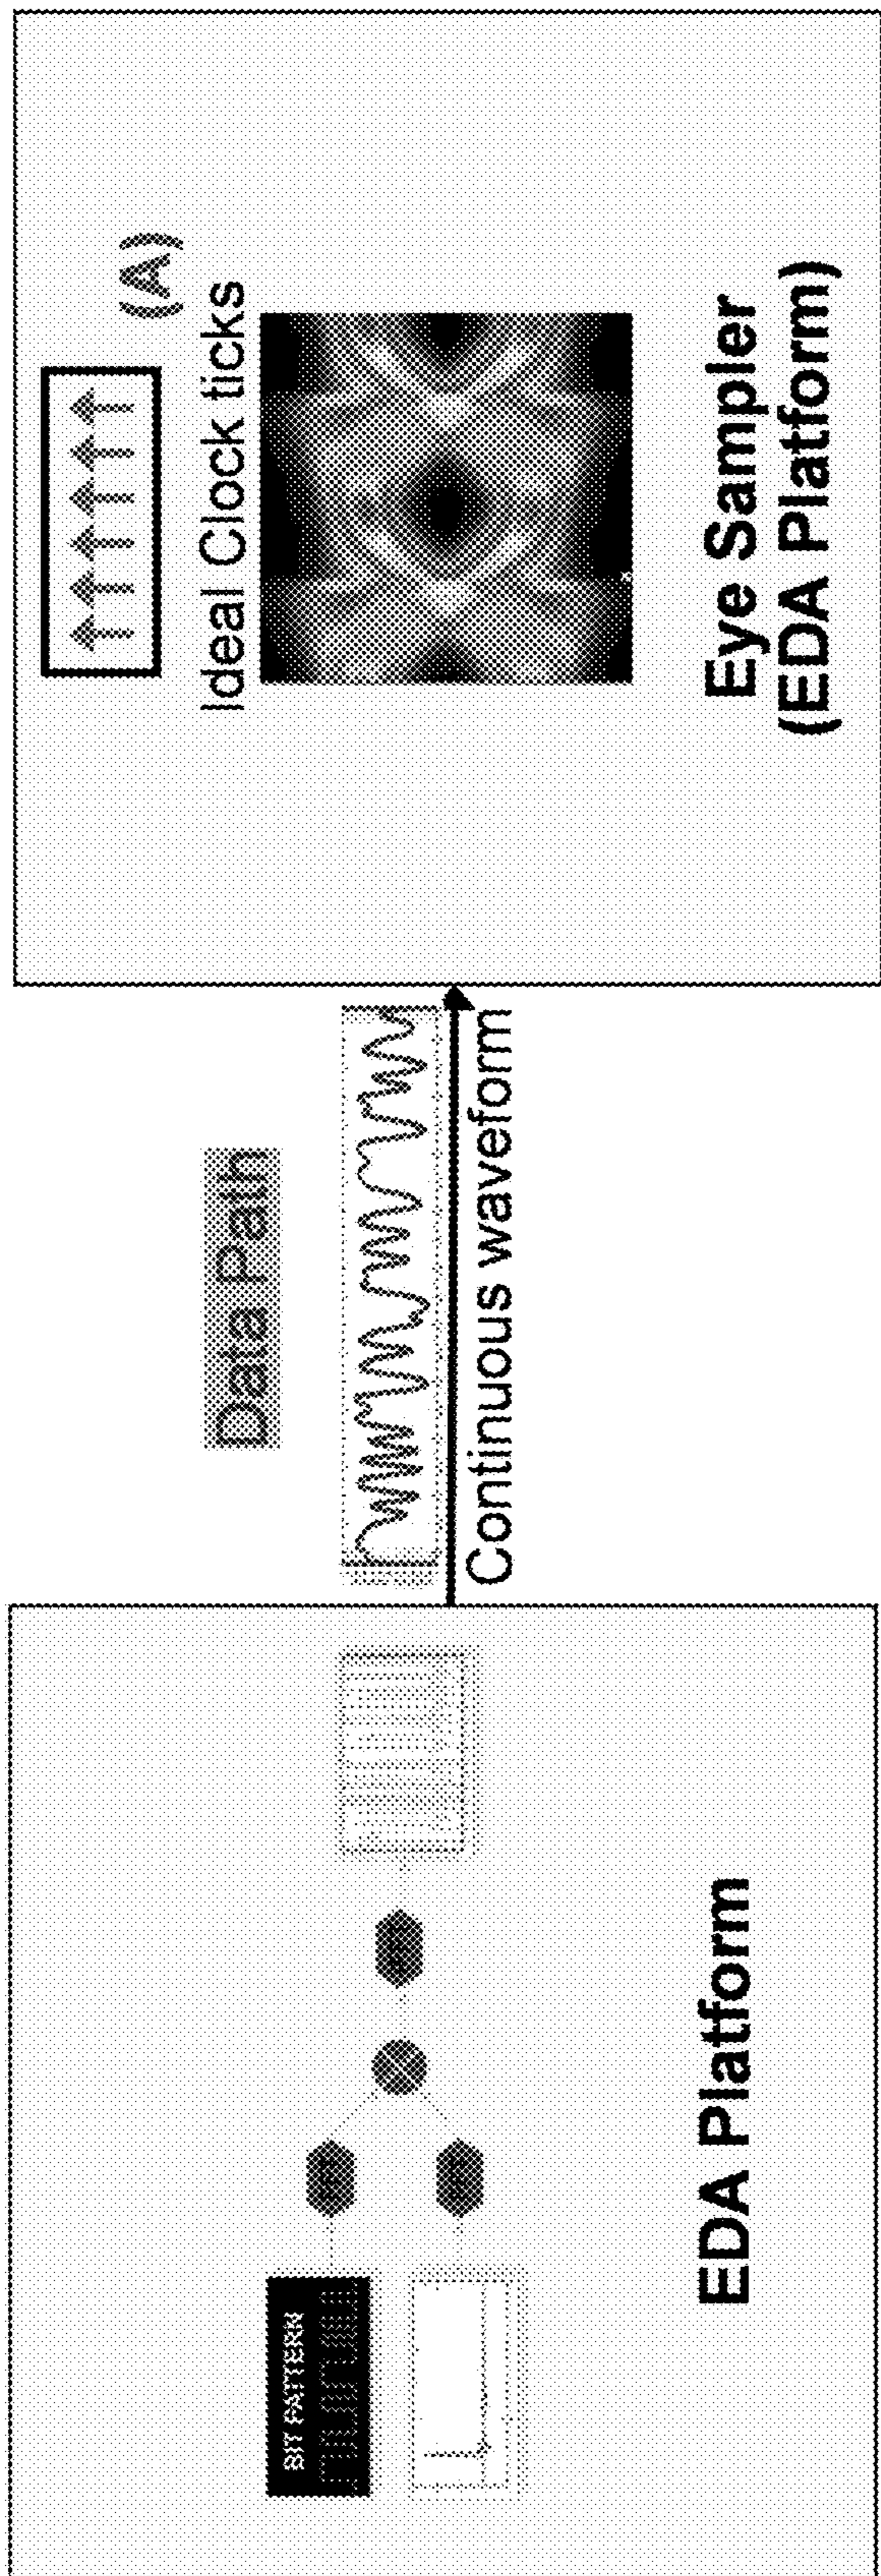 BIT PATTERN
EDA Platform
Data Path
Continuous waveform
(A)
Ideal Clock ticks
Eye Sampler
(EDA Platform)